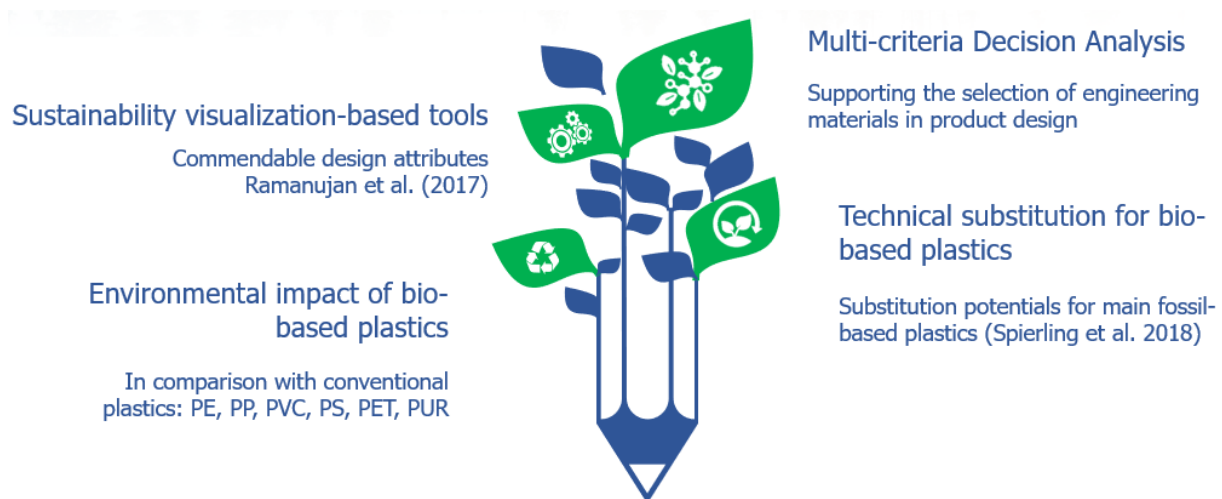 Sustainability visualization-based tools
Commendable design attributes
Ramanujan et al. (2017)
Environmental impact of bio-
based plastics
In comparison with conventional
plastics: PE, PP, PVC, PS, PET, PUR
Multi-criteria Decision Analysis
Supporting the selection of engineering
materials in product design
Technical substitution for bio-
based plastics
Substitution potentials for main fossil-
based plastics (Spierling et al. 2018)